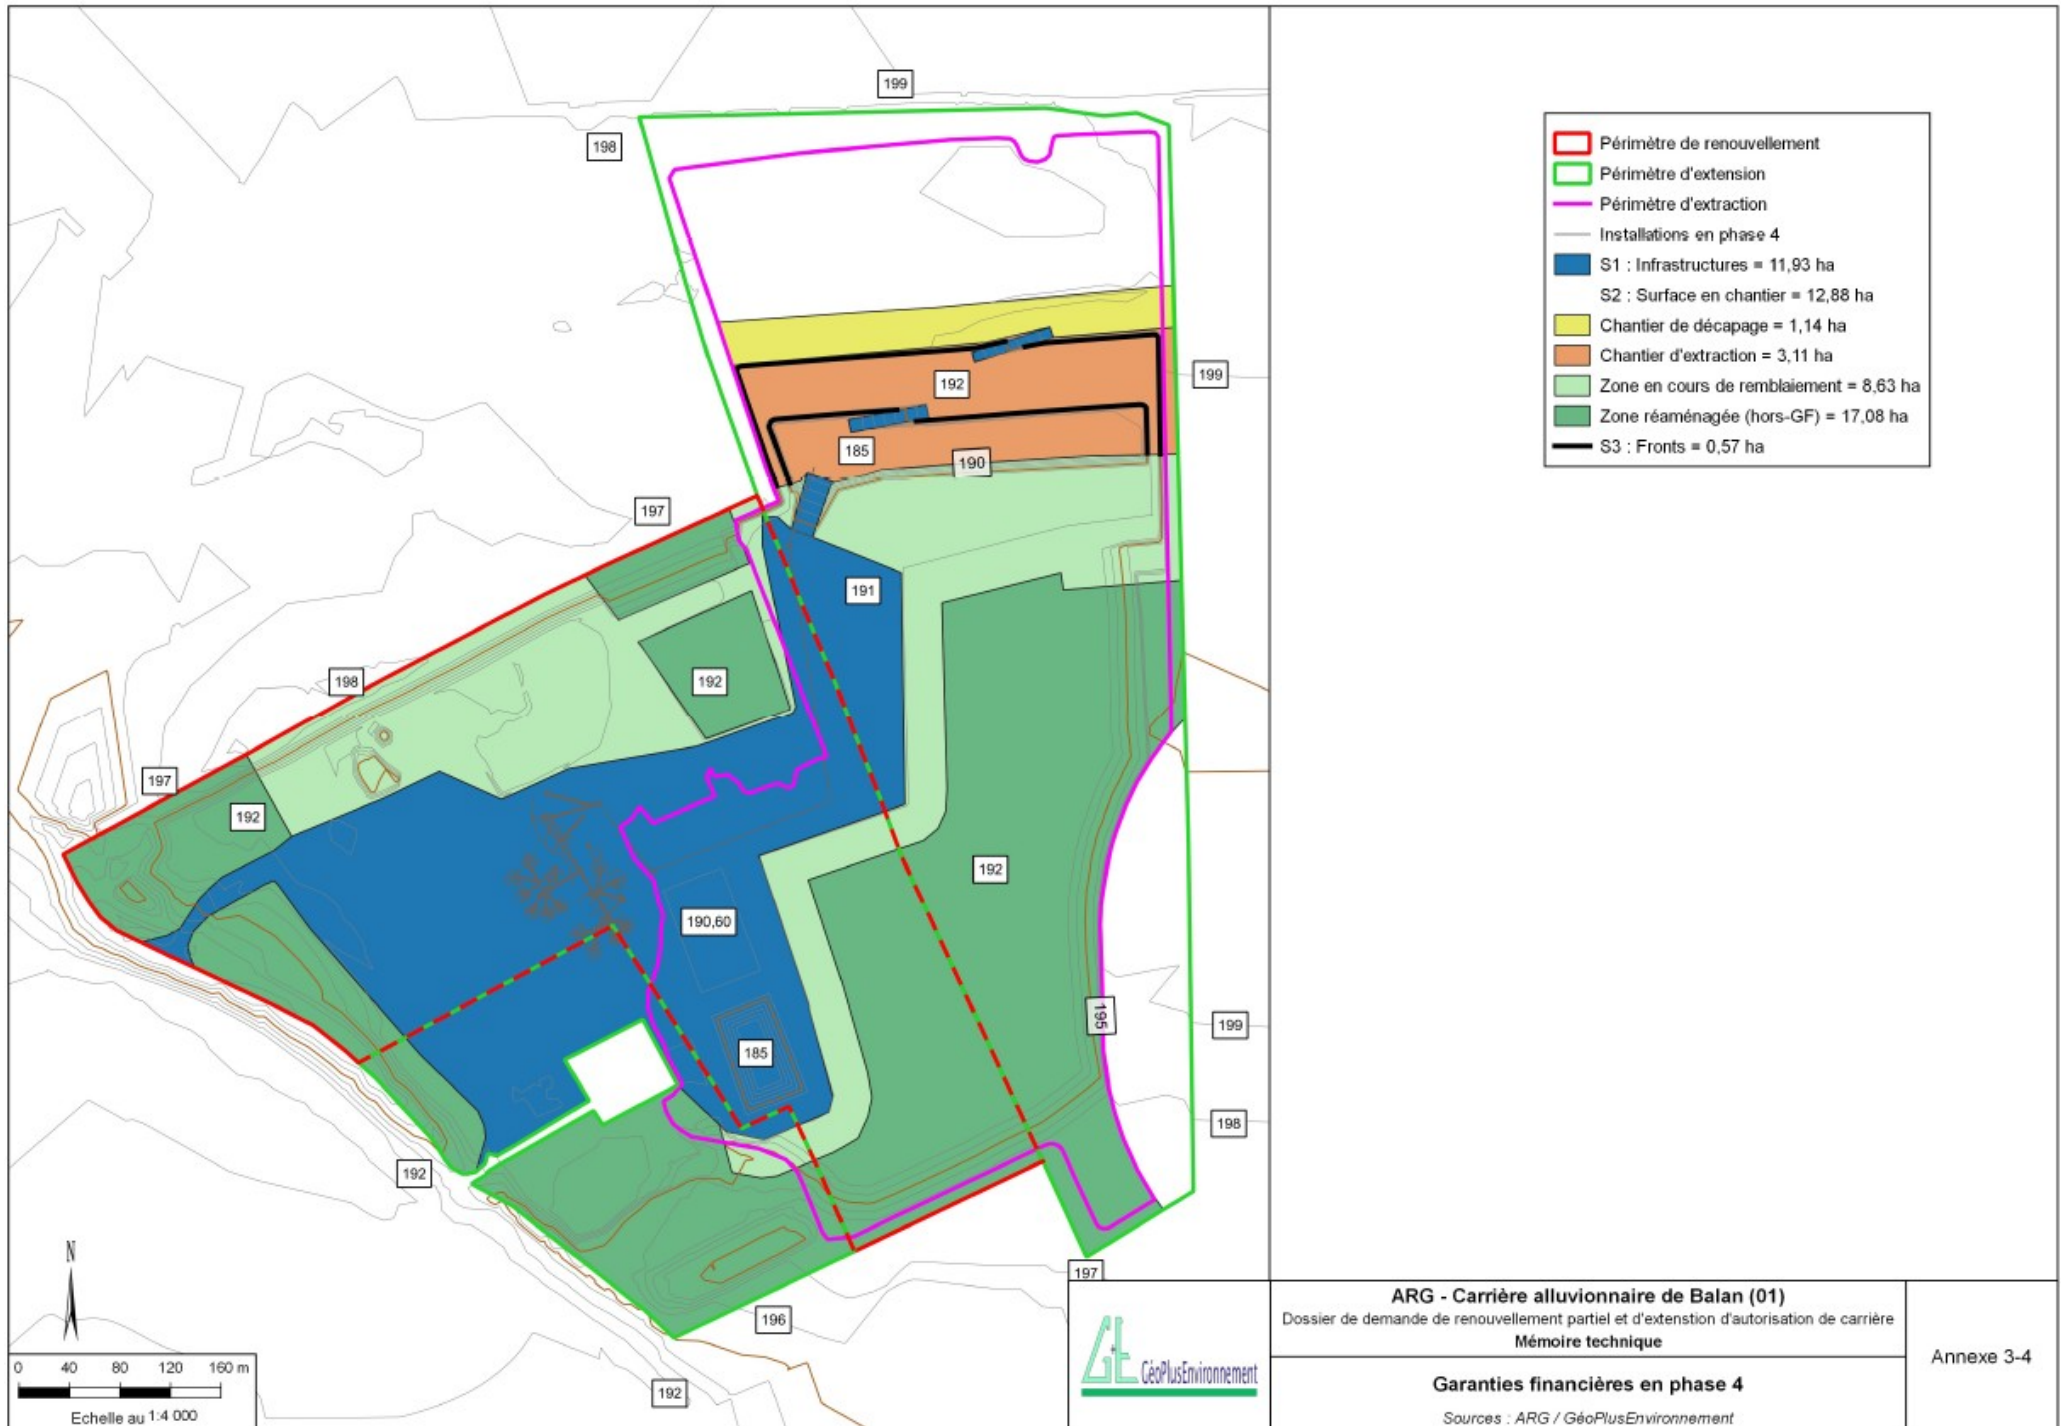 199
198
Périmètre de renouvellement
Périmètre d'extension
Périmètre d'extraction
Installations en phase 4
S1 : Infrastructures = 11,93 ha
S2 : Surface en chantier = 12,88 ha
Chantier de décapage = 1,14 ha
Chantier d'extraction = 3,11 ha
Zone en cours de remblaiement = 8,63 ha
Zone réaménagée (hors-GF) = 17,08 ha
S3 : Fronts = 0,57 ha
192
199
185
190
197
191
198
192
197
192
192
190,60
195
199
185
198
192
197
196
192
N
0 40 80 120 160 m
Echelle au 1:4 000
GéoPlusEnvironnement
ARG - Carrière alluvionnaire de Balan (01)
Dossier de demande de renouvellement partiel et d'extenstion d'autorisation de carrière
Mémoire technique
Garanties financières en phase 4
Sources : ARG / GéoPlusEnvironnement
Annexe 3-4